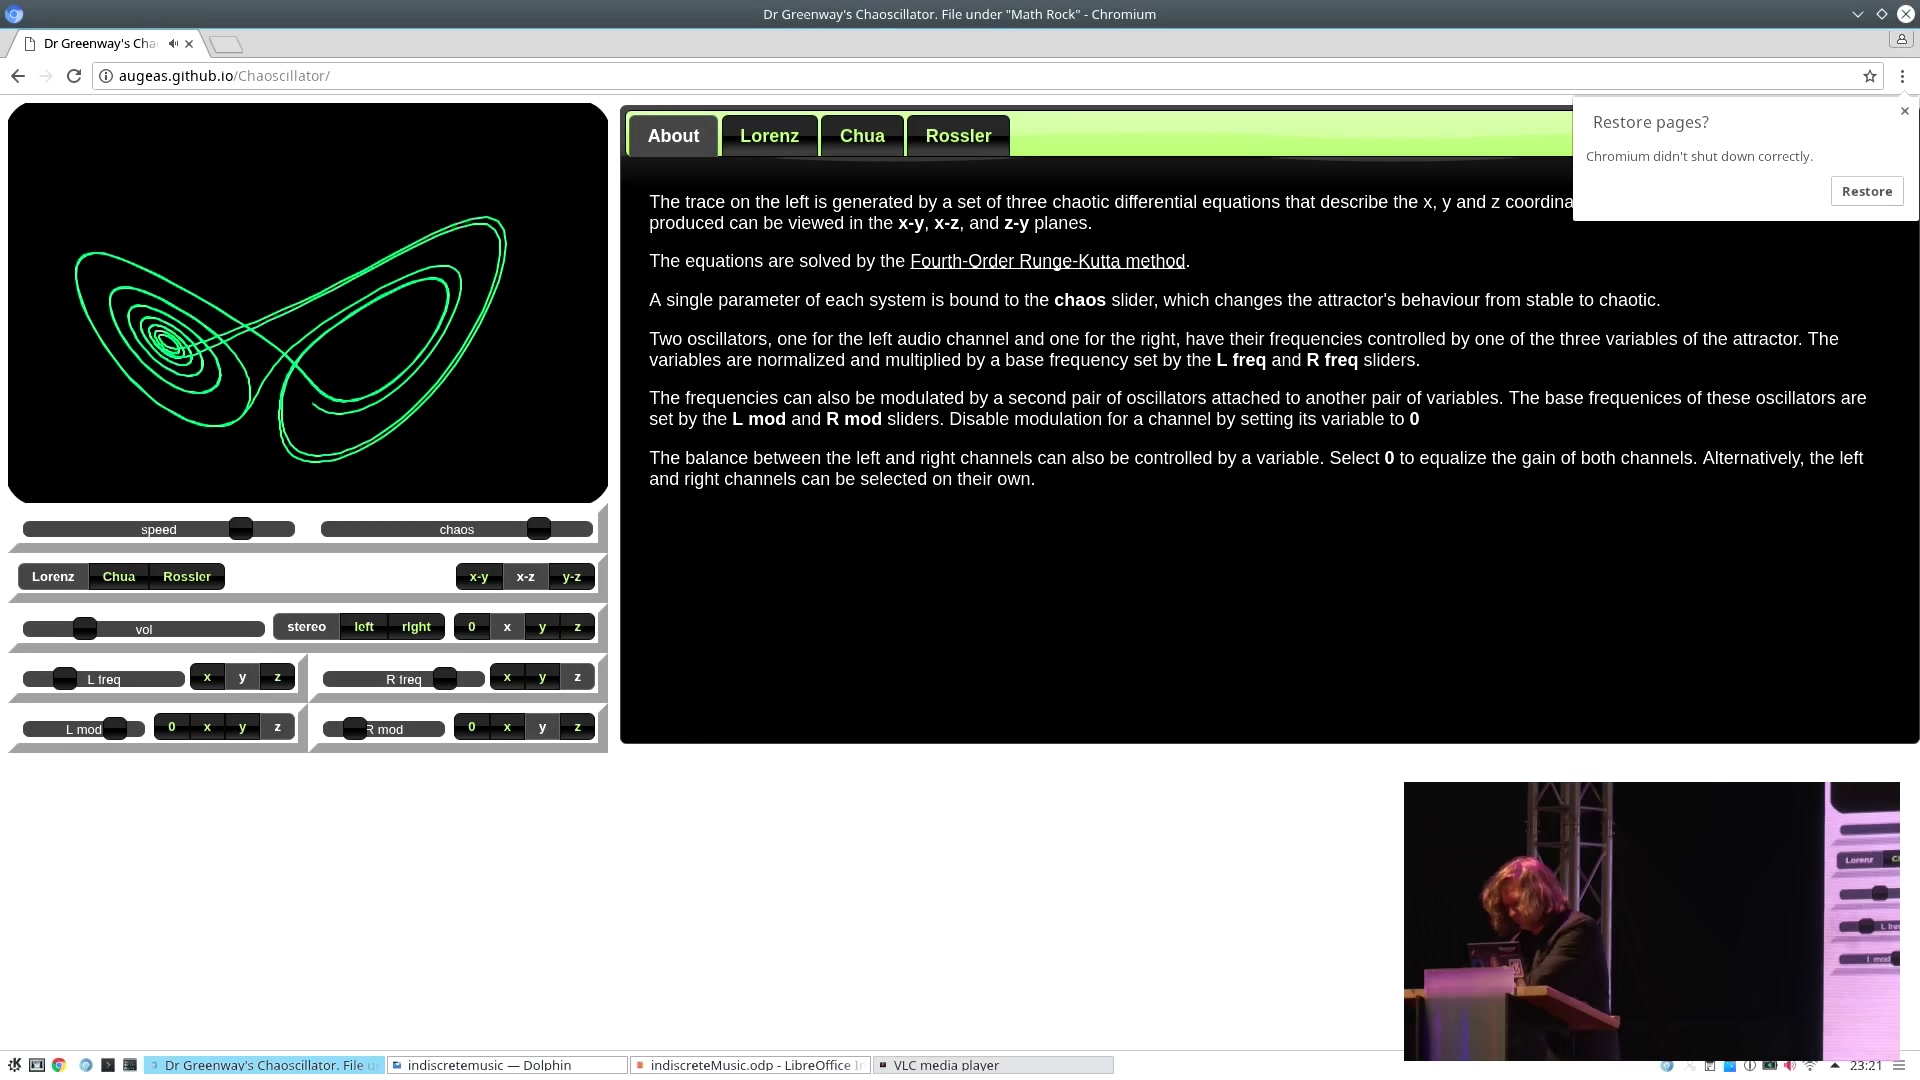 Dr Greenway's Chaoscillator. File under "Math Rock" - Chromium
Dr Greenway's Cha
augeas.github.io/Chaoscillator/
Restore pages?
Chromium didn't shut down correctly.
Restore
About Lorenz Chua Rossler
The trace on the left is generated by a set of three chaotic differential equations that describe the x, y and z coordina
produced can be viewed in the x-y, x-z, and z-y planes.
The equations are solved by the Fourth-Order Runge-Kutta method.
A single parameter of each system is bound to the chaos slider, which changes the attractor's behaviour from stable to chaotic.
Two oscillators, one for the left audio channel and one for the right, have their frequencies controlled by one of the three variables of the attractor. The
variables are normalized and multiplied by a base frequency set by the L freq and R freq sliders.
The frequencies can also be modulated by a second pair of oscillators attached to another pair of variables. The base frequenices of these oscillators are
set by the L mod and R mod sliders. Disable modulation for a channel by setting its variable to 0
The balance between the left and right channels can also be controlled by a variable. Select 0 to equalize the gain of both channels. Alternatively, the left
and right channels can be selected on their own.
speed chaos
Lorenz Chua Rossler x-y x-z y-z
vol stereo left right 0 x y z
L freq x y z R freq x y z
L mod 0 x y z R mod 0 x y z
Lorenz
L mod
Dr Greenway's Chaoscillator. File u
indiscretemusic — Dolphin
indiscreteMusic.odp - LibreOffice I
VLC media player
23:21